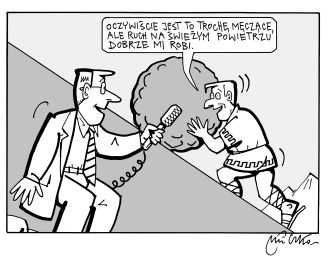 OCZYWIŚCIE JEST TO TROCHĘ MĘCZĄCE,
ALE RUCH NA ŚWIEŻYM POWIETRZU
DOBRZE MI ROBI.